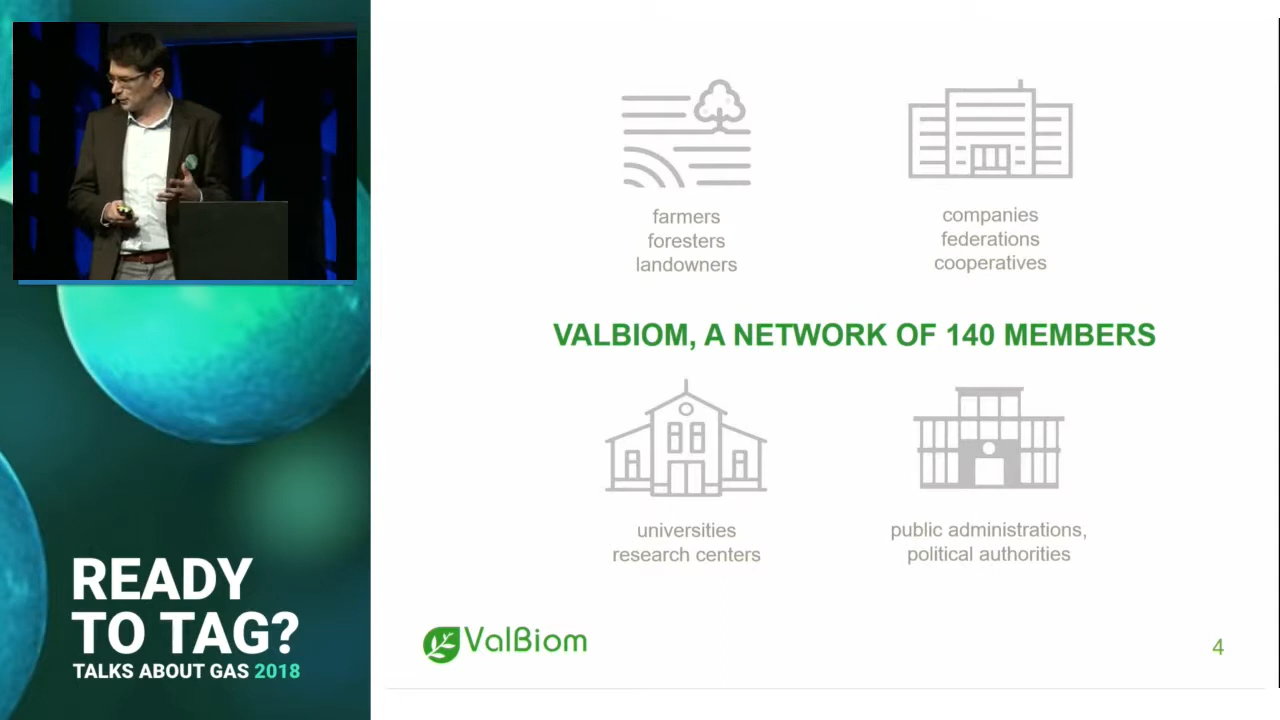 farmers
foresters
landowners
companies
federations
cooperatives
VALBIOM, A NETWORK OF 140 MEMBERS
universities
research centers
public administrations,
political authorities
ValBiom
4
READY
TO TAG?
TALKS ABOUT GAS 2018